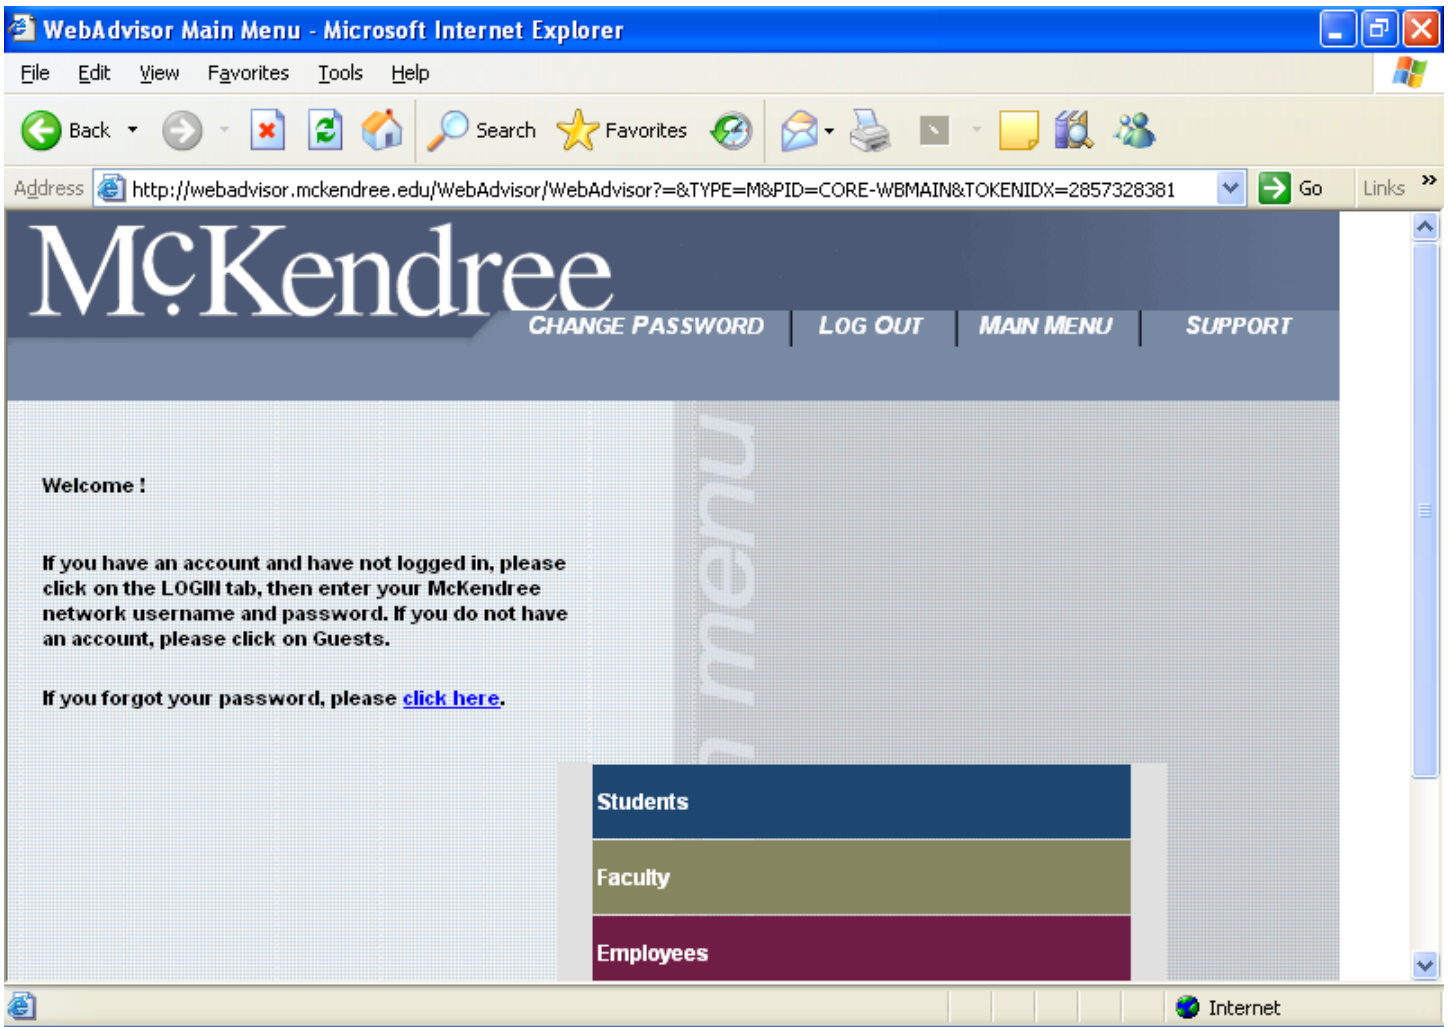 WebAdvisor Main Menu - Microsoft Internet Explorer
File Edit View Favorites Tools Help
Back Search Favorites
Address http://webadvisor.mckendree.edu/WebAdvisor/WebAdvisor?=&TYPE=M&PID=CORE-WBMAIN&TOKENIDX=2857328381 Go Links »
McKendree
CHANGE PASSWORD LOG OUT MAIN MENU SUPPORT
Welcome !
If you have an account and have not logged in, please
click on the LOGIN tab, then enter your McKendree
network username and password. If you do not have
an account, please click on Guests.
If you forgot your password, please click here.
menu
Students
Faculty
Employees
Internet